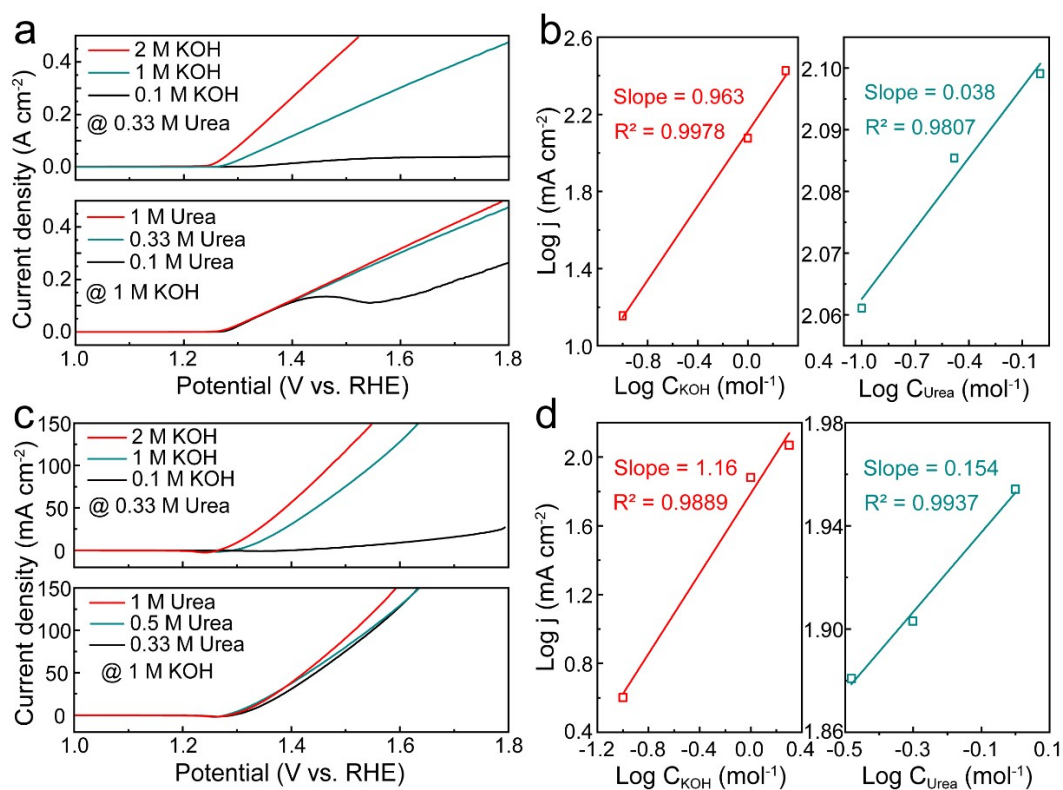 a
0.4
0.2
0.0
2 M KOH
1 M KOH
0.1 M KOH
@ 0.33 M Urea
0.4
0.2
0.0
1 M Urea
0.33 M Urea
0.1 M Urea
@ 1 M KOH
Current density (A cm⁻²)
1.0 1.2 1.4 1.6 1.8
Potential (V vs. RHE)
b
2.6
2.2
1.8
1.4
1.0
Log j (mA cm⁻²)
Slope = 0.963
R² = 0.9978
-0.8 -0.4 0.0 0.4
Log C_KOH (mol⁻¹)
2.10
2.09
2.08
2.07
2.06
Slope = 0.038
R² = 0.9807
-1.0 -0.7 -0.4 -0.1
Log C_Urea (mol⁻¹)
c
150
100
50
0
2 M KOH
1 M KOH
0.1 M KOH
@ 0.33 M Urea
150
100
50
0
1 M Urea
0.5 M Urea
0.33 M Urea
@ 1 M KOH
Current density (mA cm⁻²)
1.0 1.2 1.4 1.6 1.8
Potential (V vs. RHE)
d
2.0
1.6
1.2
0.8
0.4
Log j (mA cm⁻²)
Slope = 1.16
R² = 0.9889
-1.2 -0.8 -0.4 0.0 0.4
Log C_KOH (mol⁻¹)
1.98
1.94
1.90
1.86
Slope = 0.154
R² = 0.9937
-0.5 -0.3 -0.1 0.1
Log C_Urea (mol⁻¹)